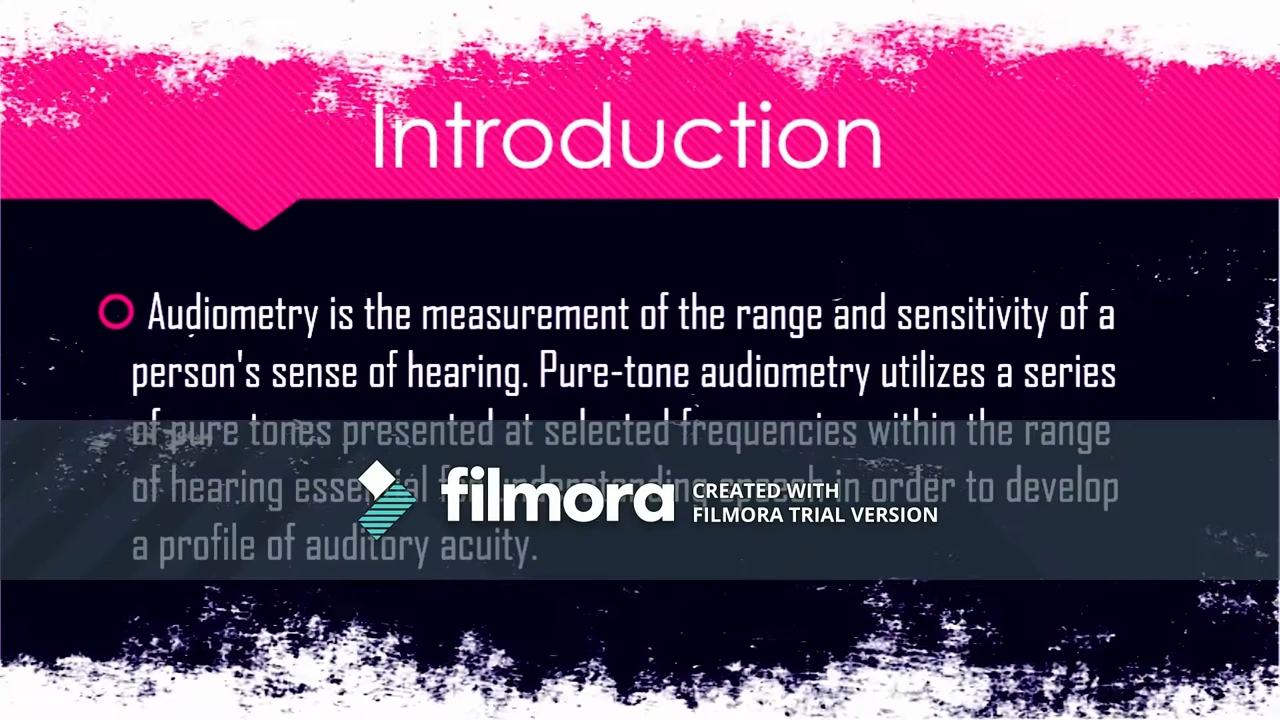 Introduction
Audiometry is the measurement of the range and sensitivity of a
person's sense of hearing. Pure-tone audiometry utilizes a series
of pure tones presented at selected frequencies within the range
of hearing essential for understanding speech in order to develop
a profile of auditory acuity.
filmora
CREATED WITH
FILMORA TRIAL VERSION